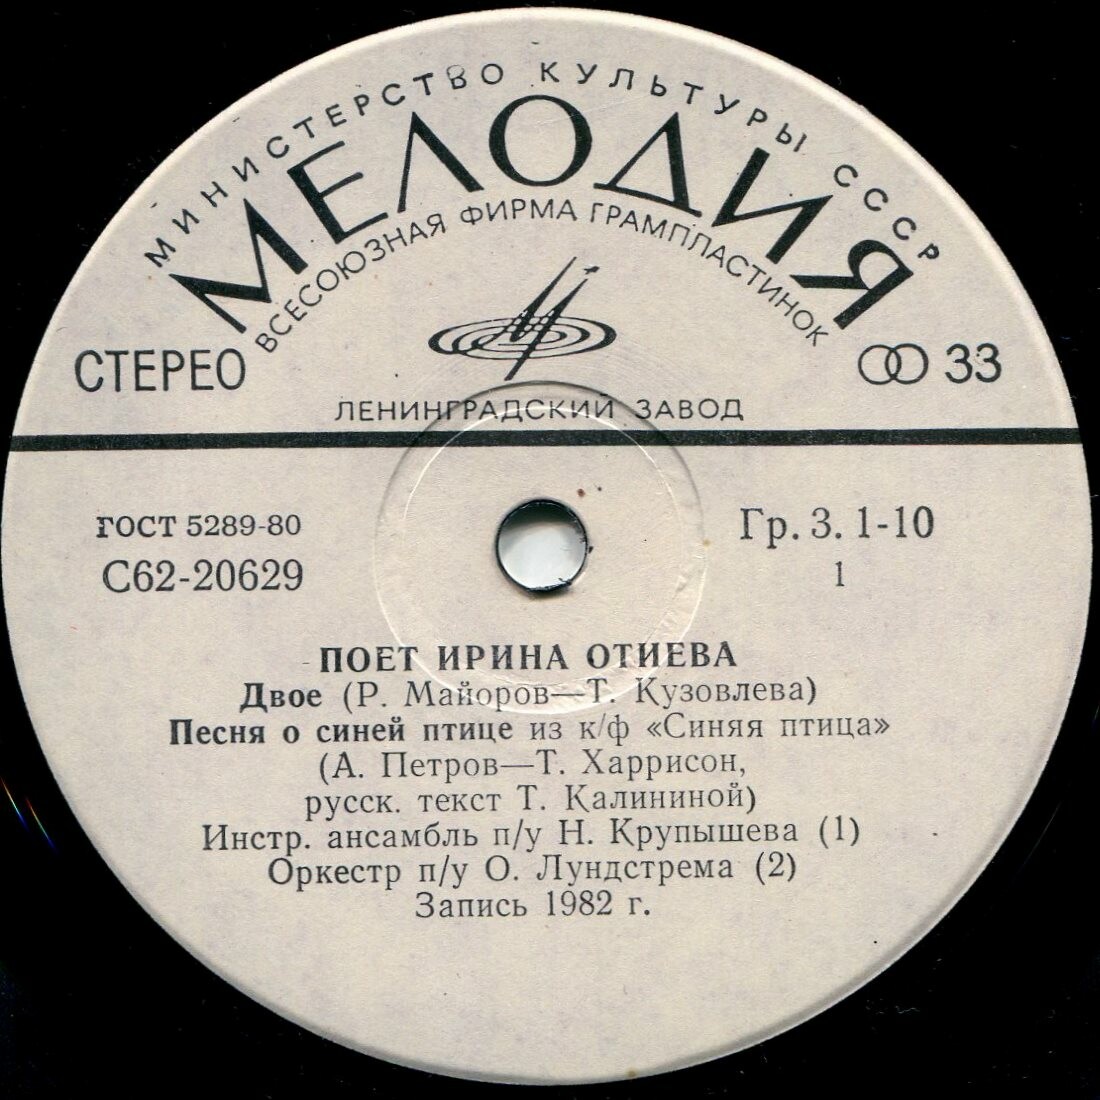 МИНИСТЕРСТВО КУЛЬТУРЫ СССР
МЕЛОДИЯ
ВСЕСОЮЗНАЯ ФИРМА ГРАМПЛАСТИНОК
СТЕРЕО
33
ЛЕНИНГРАДСКИЙ ЗАВОД
ГОСТ 5289-80
Гр. 3. 1-10
С62-20629
1
ПОЕТ ИРИНА ОТИЕВА
Двое (Р. Майоров—Т. Кузовлева)
Песня о синей птице из к/ф «Синяя птица»
(А. Петров—Т. Харрисон,
русск. текст Т. Калининой)
Инстр. ансамбль п/у Н. Крупышева (1)
Оркестр п/у О. Лундстрема (2)
Запись 1982 г.